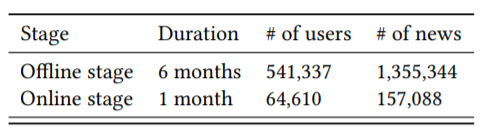 Stage Duration # of users # of news
Offline stage 6 months 541,337 1,355,344
Online stage 1 month 64,610 157,088